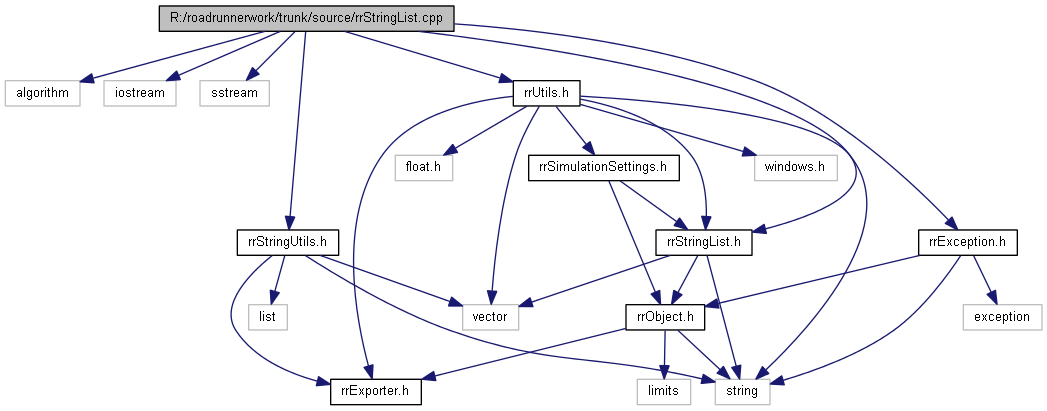 R:/roadrunnerwork/trunk/source/rrStringList.cpp
algorithm
iostream
sstream
rrUtils.h
float.h
rrSimulationSettings.h
windows.h
rrStringUtils.h
rrStringList.h
rrException.h
list
vector
rrObject.h
exception
rrExporter.h
limits
string